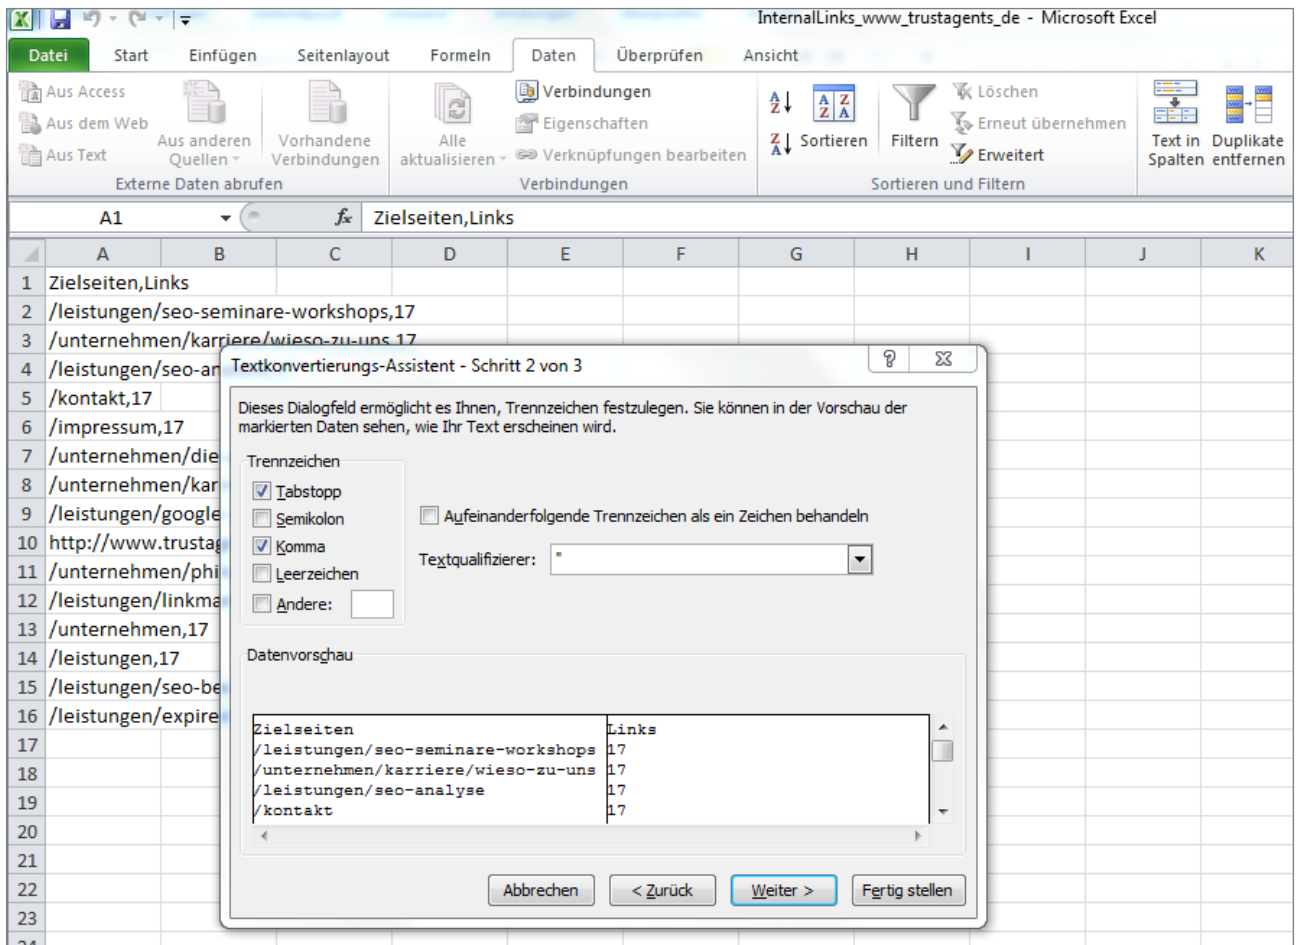 InternalLinks_www_trustagents_de - Microsoft Excel
Datei Start Einfügen Seitenlayout Formeln Daten Überprüfen Ansicht
Aus Access
Aus dem Web
Aus Text
Aus anderen Quellen
Vorhandene Verbindungen
Externe Daten abrufen
Alle aktualisieren
Verbindungen
Eigenschaften
Verknüpfungen bearbeiten
Verbindungen
Sortieren
Filtern
Löschen
Erneut übernehmen
Erweitert
Sortieren und Filtern
Text in Spalten
Duplikate entfernen
A1 fx Zielseiten,Links
A B C D E F G H I J K
1 Zielseiten,Links
2 /leistungen/seo-seminare-workshops,17
3 /unternehmen/karriere/wieso-zu-uns,17
4 /leistungen/seo-an
5 /kontakt,17
6 /impressum,17
7 /unternehmen/die
8 /unternehmen/kar
9 /leistungen/google
10 http://www.trustag
11 /unternehmen/phi
12 /leistungen/linkma
13 /unternehmen,17
14 /leistungen,17
15 /leistungen/seo-be
16 /leistungen/expire
17
18
19
20
21
22
23
24
Textkonvertierungs-Assistent - Schritt 2 von 3
Dieses Dialogfeld ermöglicht es Ihnen, Trennzeichen festzulegen. Sie können in der Vorschau der
markierten Daten sehen, wie Ihr Text erscheinen wird.
Trennzeichen
Tabstopp
Semikolon
Komma
Leerzeichen
Andere:
Aufeinanderfolgende Trennzeichen als ein Zeichen behandeln
Textqualifizierer: "
Datenvorschau
Zielseiten Links
/leistungen/seo-seminare-workshops 17
/unternehmen/karriere/wieso-zu-uns 17
/leistungen/seo-analyse 17
/kontakt 17
Abbrechen < Zurück Weiter > Fertig stellen